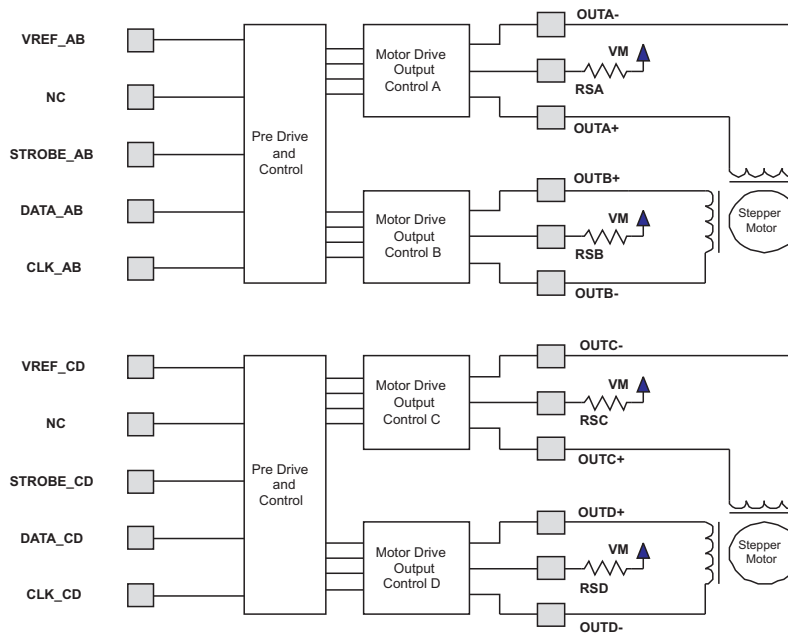 VREF_AB
NC
STROBE_AB
DATA_AB
CLK_AB
Pre Drive
and
Control
Motor Drive
Output
Control A
OUTA-
VM
RSA
OUTA+
Motor Drive
Output
Control B
OUTB+
VM
RSB
OUTB-
Stepper
Motor
VREF_CD
NC
STROBE_CD
DATA_CD
CLK_CD
Pre Drive
and
Control
Motor Drive
Output
Control C
OUTC-
VM
RSC
OUTC+
Motor Drive
Output
Control D
OUTD+
VM
RSD
OUTD-
Stepper
Motor